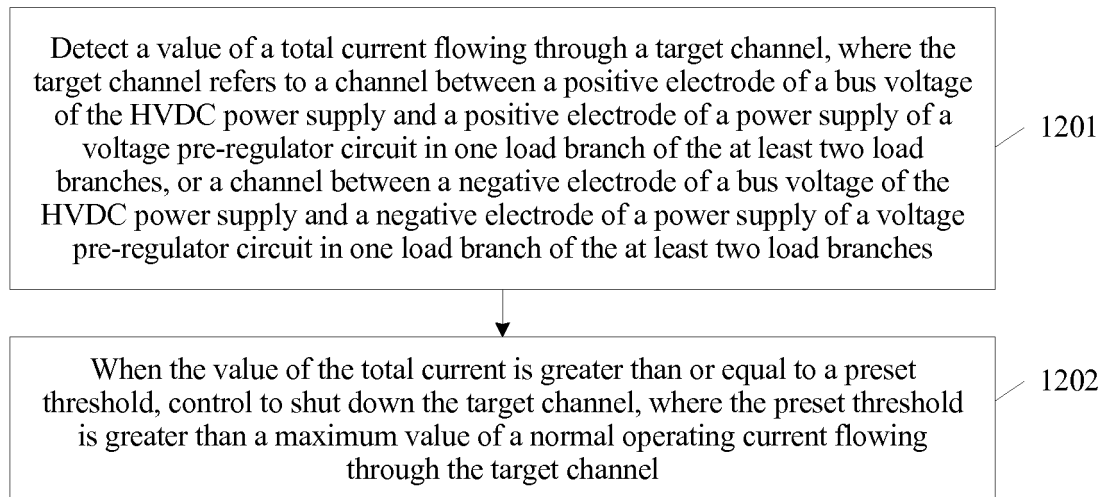 Detect a value of a total current flowing through a target channel, where the
target channel refers to a channel between a positive electrode of a bus voltage
of the HVDC power supply and a positive electrode of a power supply of a
voltage pre-regulator circuit in one load branch of the at least two load
branches, or a channel between a negative electrode of a bus voltage of the
HVDC power supply and a negative electrode of a power supply of a voltage
pre-regulator circuit in one load branch of the at least two load branches
1201
When the value of the total current is greater than or equal to a preset
threshold, control to shut down the target channel, where the preset threshold
is greater than a maximum value of a normal operating current flowing
through the target channel
1202